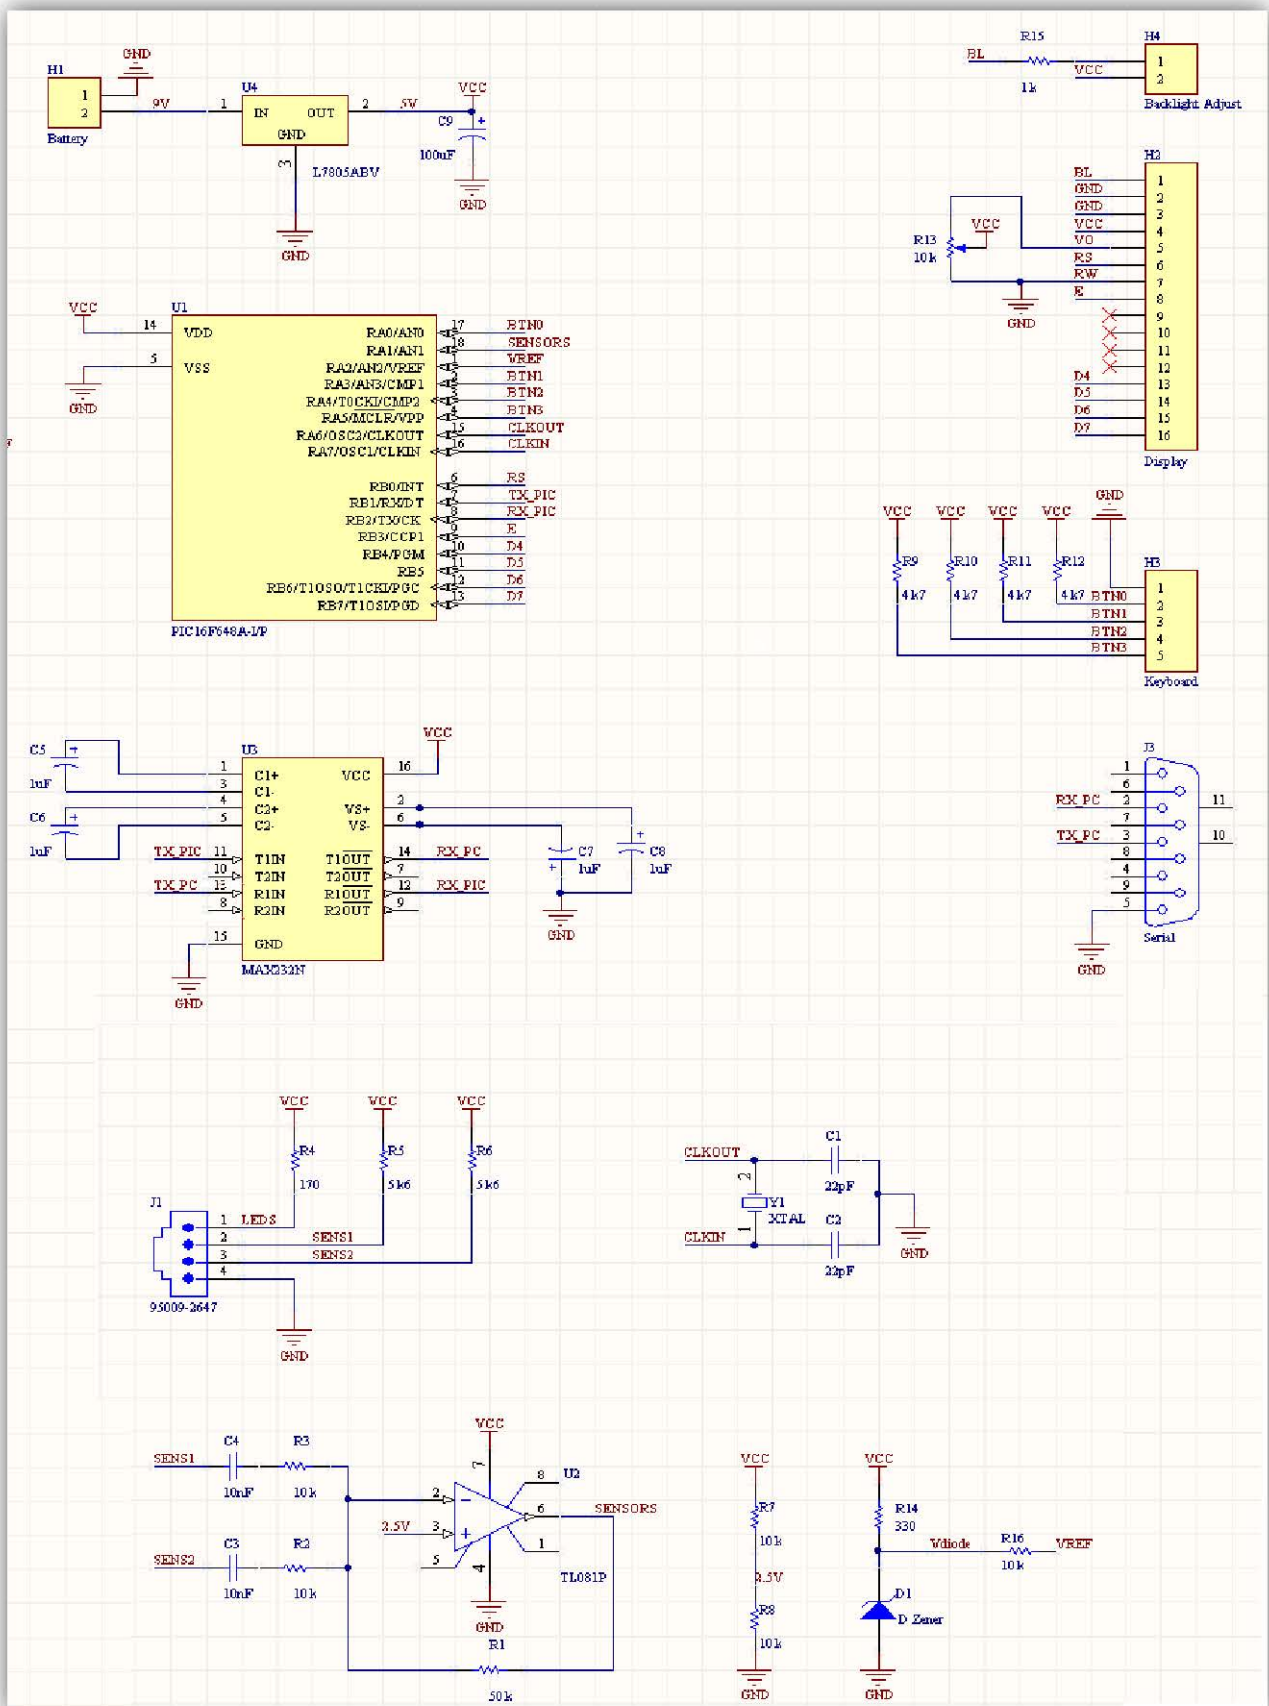 GND
H1
1
2
Battery
9V
U4
1 IN OUT 2
GND
3
L7805ABV
5V
VCC
C9
+
100uF
GND
GND
BL
R15
1k
VCC
H4
1
2
Backlight Adjust
H2
BL 1
GND 2
GND 3
VCC 4
VO 5
RS 6
RW 7
E 8
9
10
11
12
D4 13
D5 14
D6 15
D7 16
Display
R13
10k
VCC
GND
VCC
GND
U1
14 VDD
5 VSS
RA0/AN0 17 BTN0
RA1/AN1 18 SENSORS
RA2/AN2/VREF 1 VREF
RA3/AN3/CMP1 2 BTN1
RA4/T0CKI/CMP2 3 BTN2
RA5/MCLR/VPP 4 BTN3
RA6/OSC2/CLKOUT 15 CLKOUT
RA7/OSC1/CLKIN 16 CLKIN
RB0/INT 6 RS
RB1/RX/DT 7 TX_PIC
RB2/TX/CK 8 RX_PIC
RB3/CCP1 9 E
RB4/PGM 10 D4
RB5 11 D5
RB6/T1OSO/T1CKI/PGC 12 D6
RB7/T1OSI/PGD 13 D7
PIC16F648A-I/P
F
VCC VCC VCC VCC GND
R9 R10 R11 R12
4k7 4k7 4k7 4k7
H3
1
BTN0 2
BTN1 3
BTN2 4
BTN3 5
Keyboard
C5
+
1uF
C6
+
1uF
U3
VCC
1 C1+ VCC 16
3 C1-
4 C2+ VS+ 2
5 C2- VS- 6
TX_PIC 11 T1IN T1OUT 14 RX_PC
10 T2IN T2OUT 7
TX_PC 13 R1IN R1OUT 12 RX_PIC
8 R2IN R2OUT 9
15 GND
MAX232N
GND
C7
+
1uF
C8
+
1uF
GND
J3
1
6
RX_PC 2
7
TX_PC 3
8
4
9
5
11
10
Serial
GND
VCC VCC VCC
R4 R5 R6
170 5k6 5k6
J1
1 LEDS
2 SENS1
3 SENS2
4
95009-2647
GND
CLKOUT
C1
22pF
2
Y1
XTAL
1
CLKIN
C2
22pF
GND
SENS1
C4
10nF
R3
10k
SENS2
C3
10nF
R2
10k
VCC
7
2 -
2.5V 3 +
5
4
8
U2
6 SENSORS
1
TL081P
GND
R1
50k
VCC
R7
10k
2.5V
R8
10k
GND
VCC
R14
330
Vdiode
R16
10k
VREF
D1
D Zener
GND